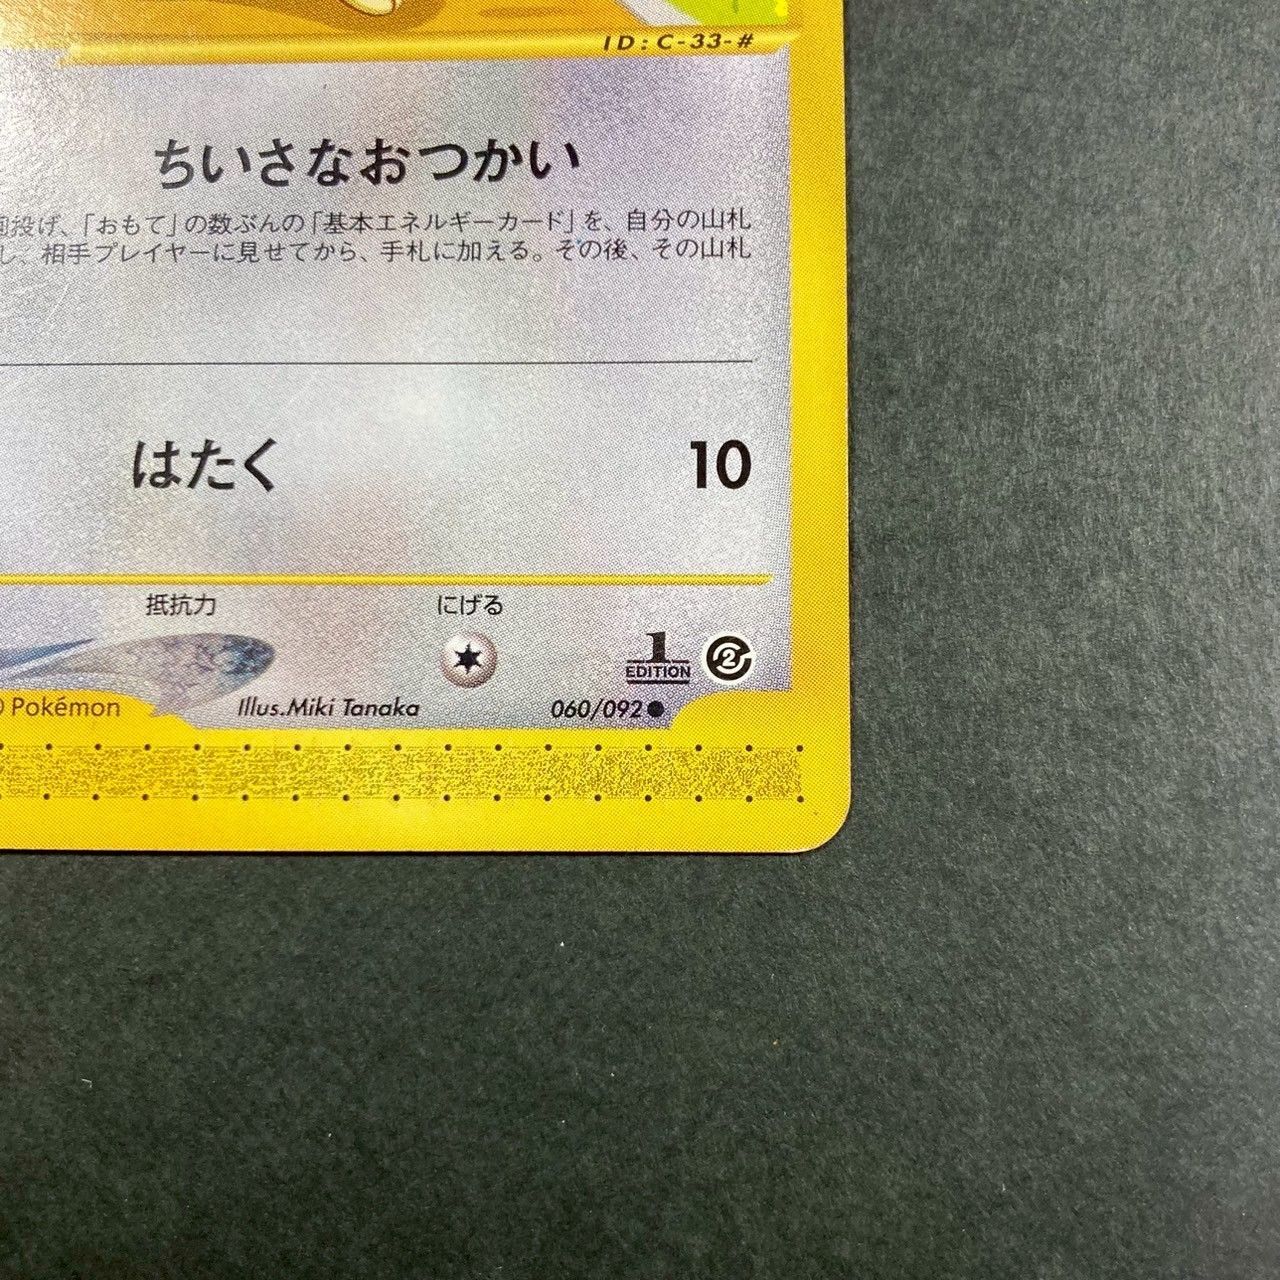 ID:C-33-#
ちいさなおつかい
投げ、「おもて」の数ぶんの「基本エネルギーカード」を、自分の山札
し、相手プレイヤーに見せてから、手札に加える。その後、その山札
はたく 10
抵抗力 にげる
1
EDITION
2
Pokémon Illus.Miki Tanaka 060/092●